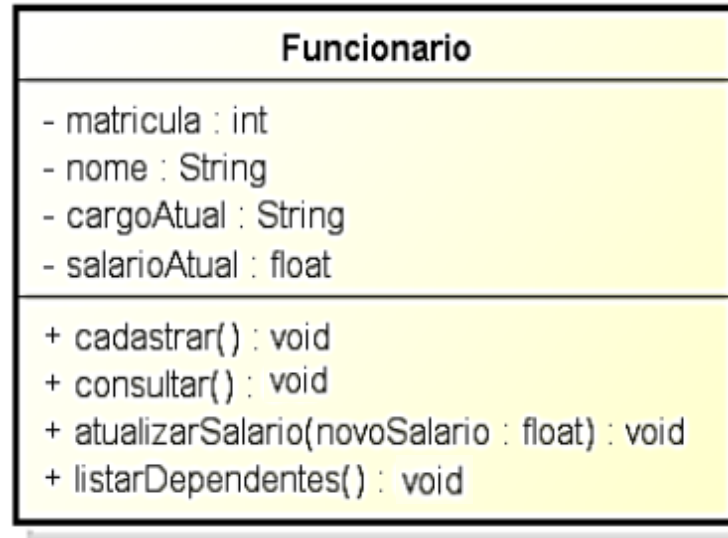 Funcionario
- matricula : int
- nome : String
- cargoAtual : String
- salarioAtual : float
+ cadastrar() : void
+ consultar() : void
+ atualizarSalario(novoSalario : float) : void
+ listarDependentes() : void